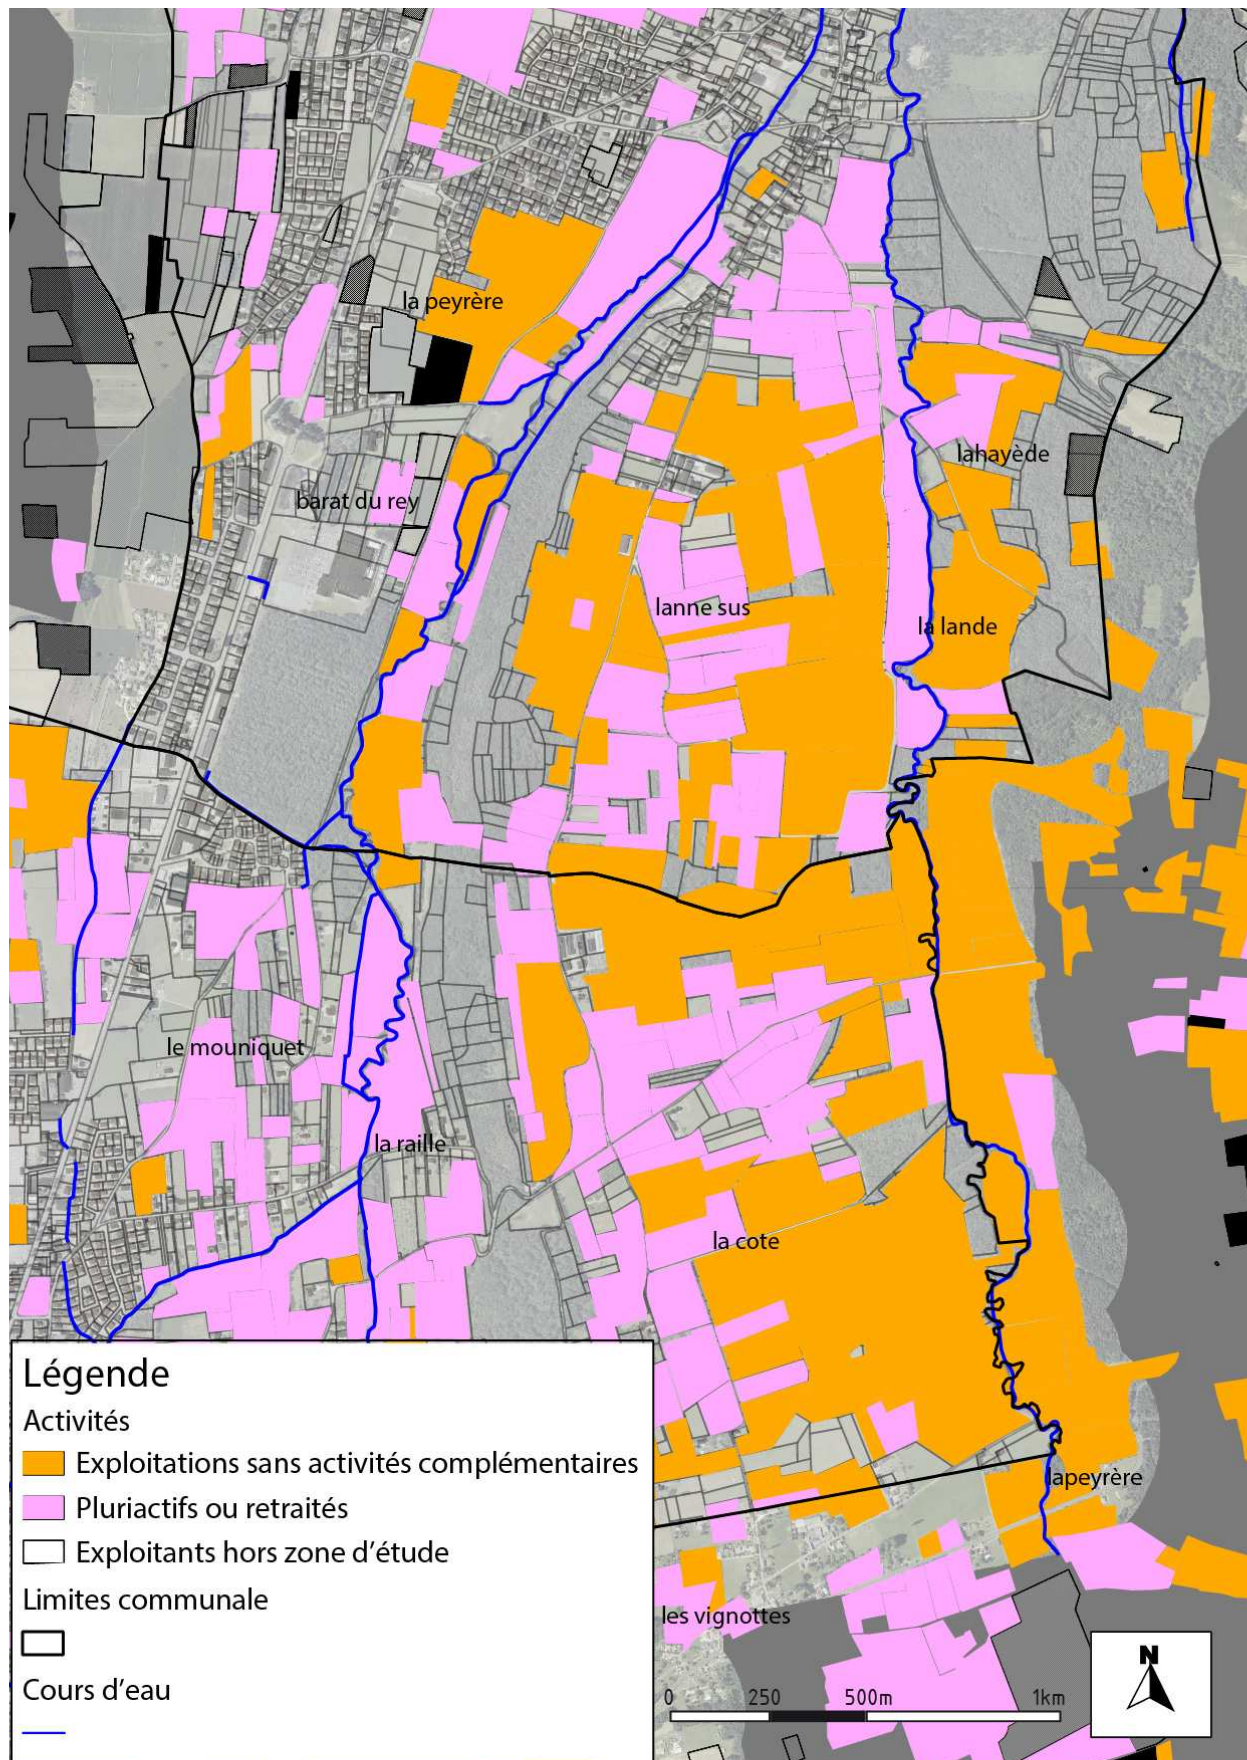 la peyrère
lahayède
barat du rey
lanne sus
la lande
le mouniquet
la raille
la cote
lapeyrère
les vignottes
Légende
Activités
Exploitations sans activités complémentaires
Pluriactifs ou retraités
Exploitants hors zone d'étude
Limites communale
Cours d'eau
0 250 500m 1km
N